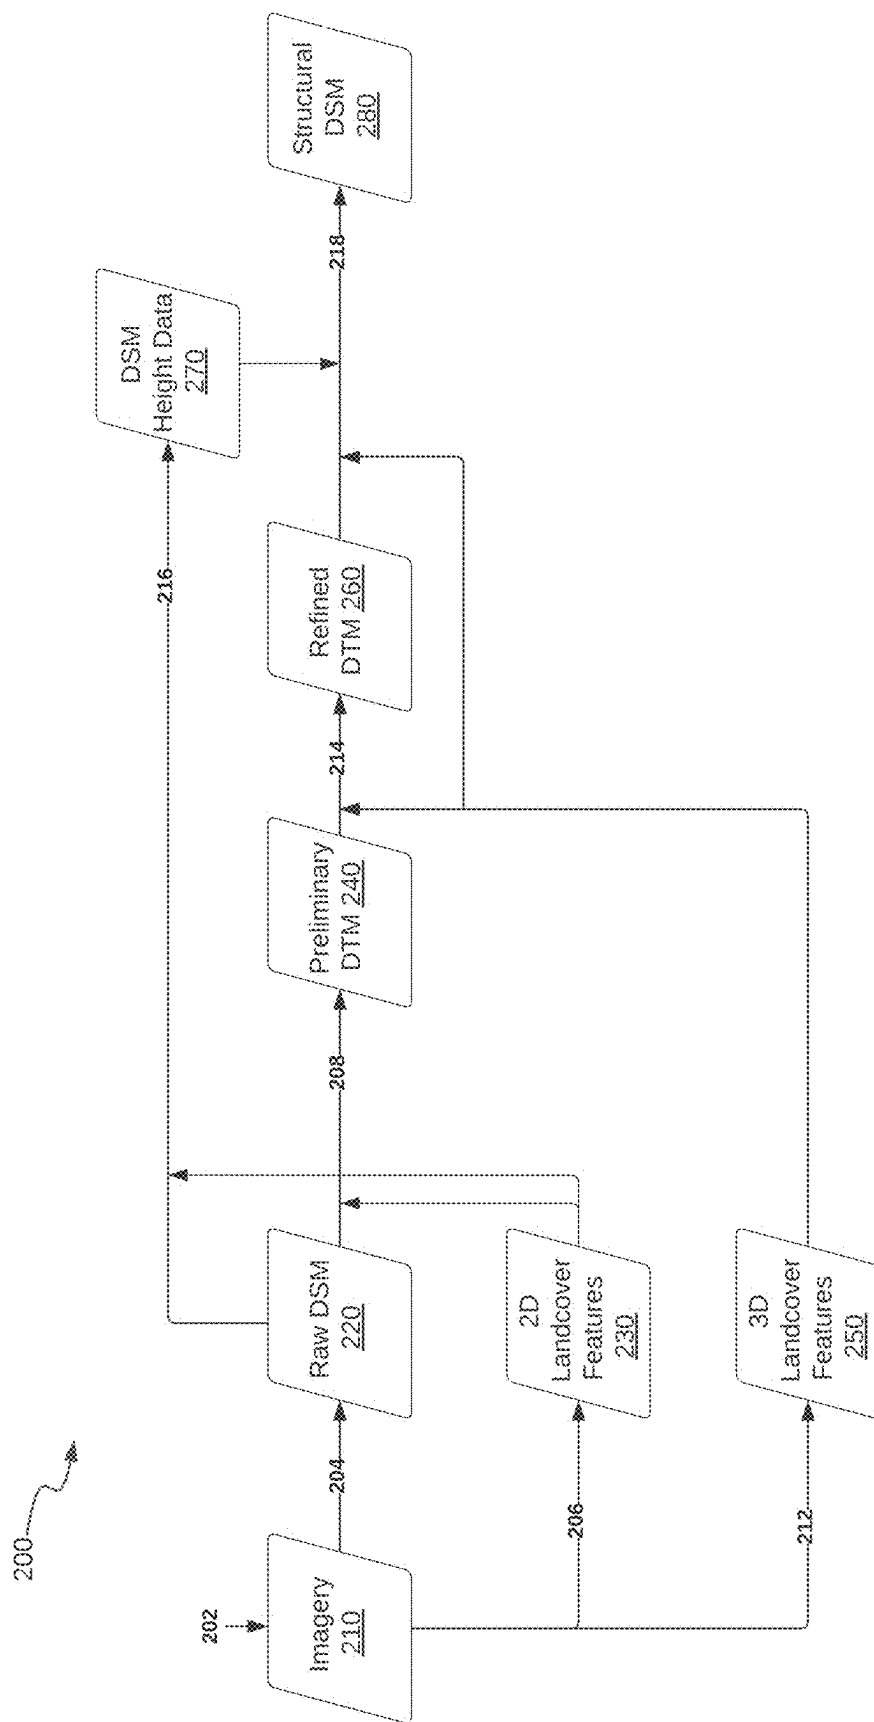 200
202
Imagery
210
204
206
212
Raw DSM
220
2D
Landcover
Features
230
3D
Landcover
Features
250
208
Preliminary
DTM 240
214
Refined
DTM 260
216
DSM
Height Data
270
218
Structural
DSM
280